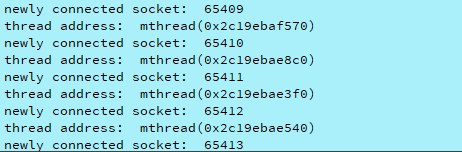 newly connected socket:  65409
thread address:  mthread(0x2c19ebaf570)
newly connected socket:  65410
thread address:  mthread(0x2c19ebae8c0)
newly connected socket:  65411
thread address:  mthread(0x2c19ebae3f0)
newly connected socket:  65412
thread address:  mthread(0x2c19ebae540)
newly connected socket:  65413